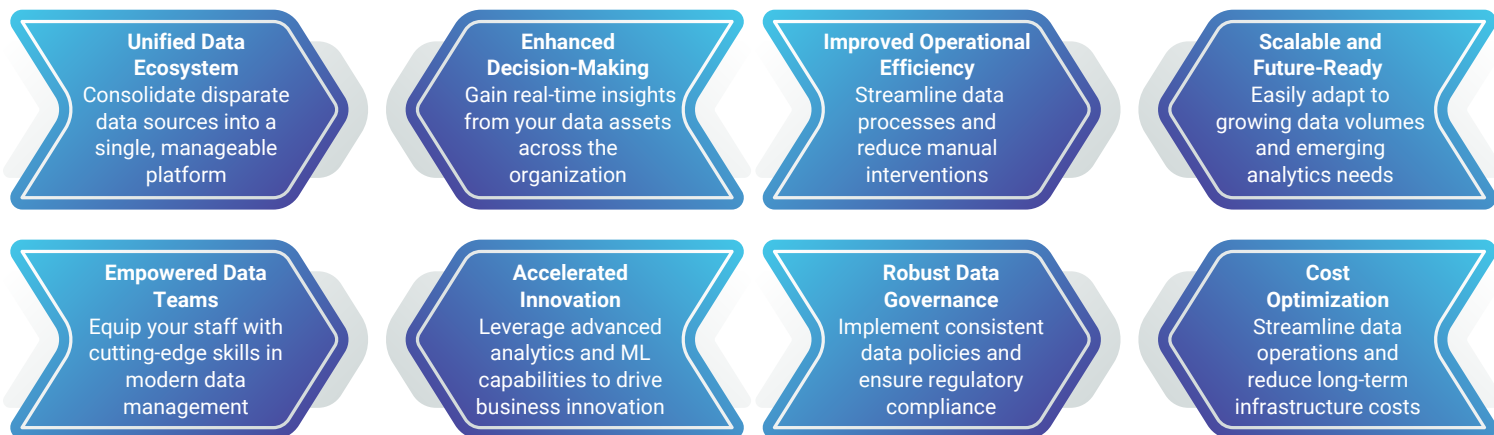 Unified Data
Ecosystem
Consolidate disparate
data sources into a
single, manageable
platform
Enhanced
Decision-Making
Gain real-time insights
from your data assets
across the
organization
Improved Operational
Efficiency
Streamline data
processes and
reduce manual
interventions
Scalable and
Future-Ready
Easily adapt to
growing data volumes
and emerging
analytics needs
Empowered Data
Teams
Equip your staff with
cutting-edge skills in
modern data
management
Accelerated
Innovation
Leverage advanced
analytics and ML
capabilities to drive
business innovation
Robust Data
Governance
Implement consistent
data policies and
ensure regulatory
compliance
Cost
Optimization
Streamline data
operations and
reduce long-term
infrastructure costs